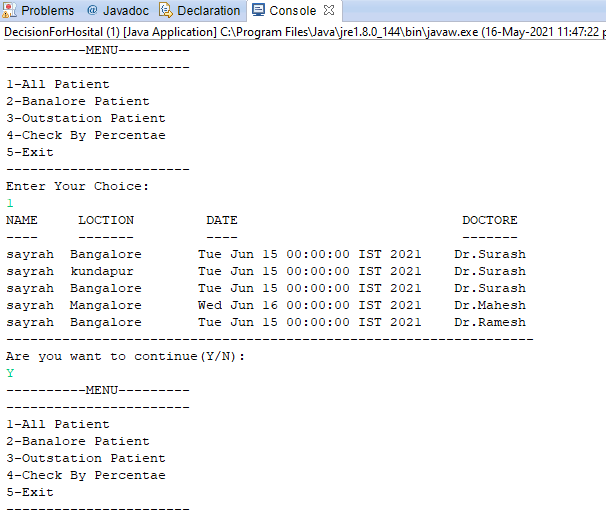 Problems @ Javadoc Declaration Console
DecisionForHosital (1) [Java Application] C:\Program Files\Java\jre1.8.0_144\bin\javaw.exe (16-May-2021 11:47:22 p
----------MENU---------
-----------------------
1-All Patient
2-Banalore Patient
3-Outstation Patient
4-Check By Percentae
5-Exit
-----------------------
Enter Your Choice:
1
NAME     LOCTION         DATE                            DOCTORE
----     -------         ----                            -------
sayrah  Bangalore       Tue Jun 15 00:00:00 IST 2021    Dr.Surash
sayrah  kundapur        Tue Jun 15 00:00:00 IST 2021    Dr.Surash
sayrah  Bangalore       Tue Jun 15 00:00:00 IST 2021    Dr.Surash
sayrah  Mangalore       Wed Jun 16 00:00:00 IST 2021    Dr.Mahesh
sayrah  Bangalore       Tue Jun 15 00:00:00 IST 2021    Dr.Ramesh
------------------------------------------------------------------
Are you want to continue(Y/N):
Y
----------MENU---------
-----------------------
1-All Patient
2-Banalore Patient
3-Outstation Patient
4-Check By Percentae
5-Exit
-----------------------